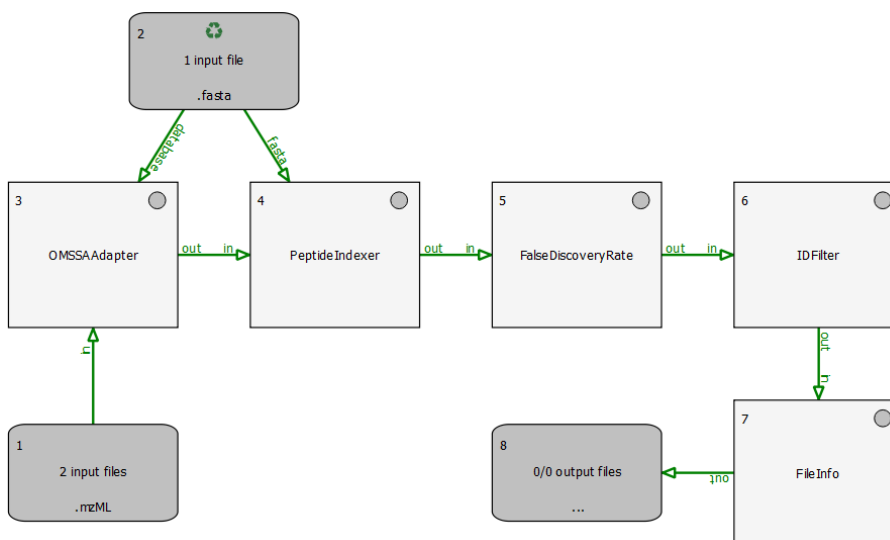 2
1 input file
.fasta
database
fasta
3
OMSSAAdapter
out
in
4
PeptideIndexer
out
in
5
FalseDiscoveryRate
out
in
6
IDFilter
in
out
in
1
2 input files
.mzML
8
0/0 output files
...
out
7
FileInfo